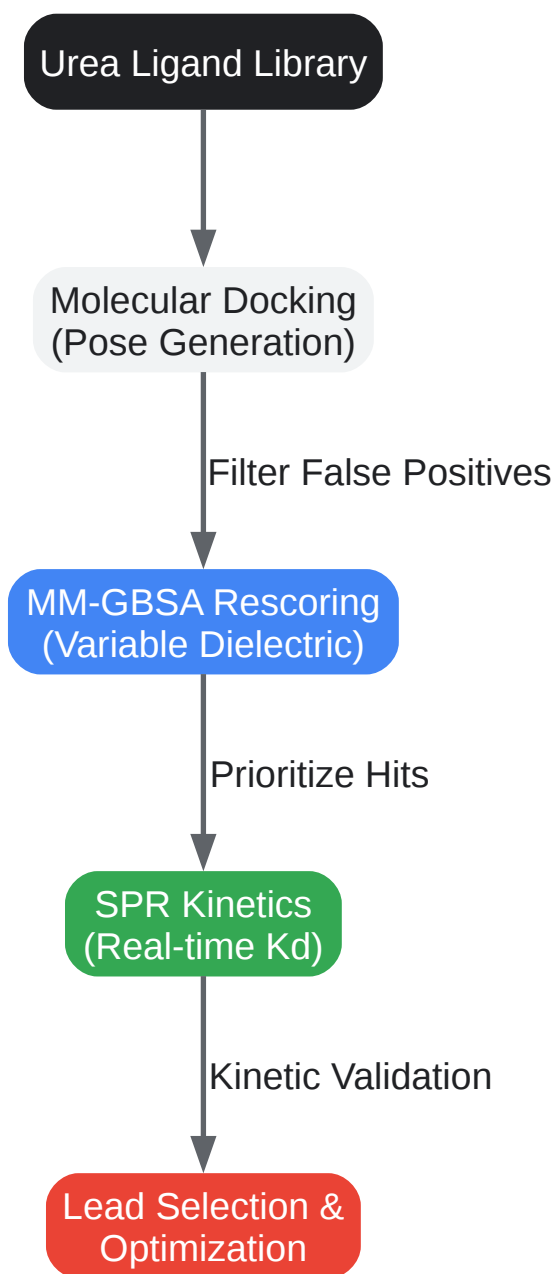 Urea Ligand Library
Molecular Docking
(Pose Generation)
Filter False Positives
MM-GBSA Rescoring
(Variable Dielectric)
Prioritize Hits
SPR Kinetics
(Real-time Kd)
Kinetic Validation
Lead Selection &
Optimization